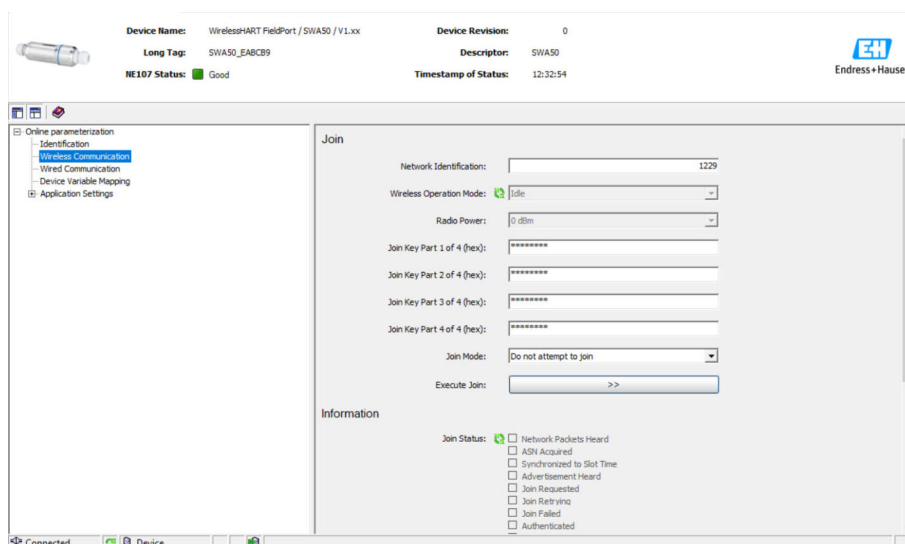 Device Name: WirelessHART FieldPort / SWA50 / V1.xx Device Revision: 0
Long Tag: SWA50_EABCB9 Descriptor: SWA50
NE107 Status: Good Timestamp of Status: 12:32:54
EH
Endress+Hause
Online parameterization
Identification
Wireless Communication
Wired Communication
Device Variable Mapping
Application Settings
Join
Network Identification: 1229
Wireless Operation Mode: Idle
Radio Power: 0 dBm
Join Key Part 1 of 4 (hex): ********
Join Key Part 2 of 4 (hex): ********
Join Key Part 3 of 4 (hex): ********
Join Key Part 4 of 4 (hex): ********
Join Mode: Do not attempt to join
Execute Join: >>
Information
Join Status: Network Packets Heard
ASN Acquired
Synchronized to Slot Time
Advertisement Heard
Join Requested
Join Retrying
Join Failed
Authenticated
Connected Device